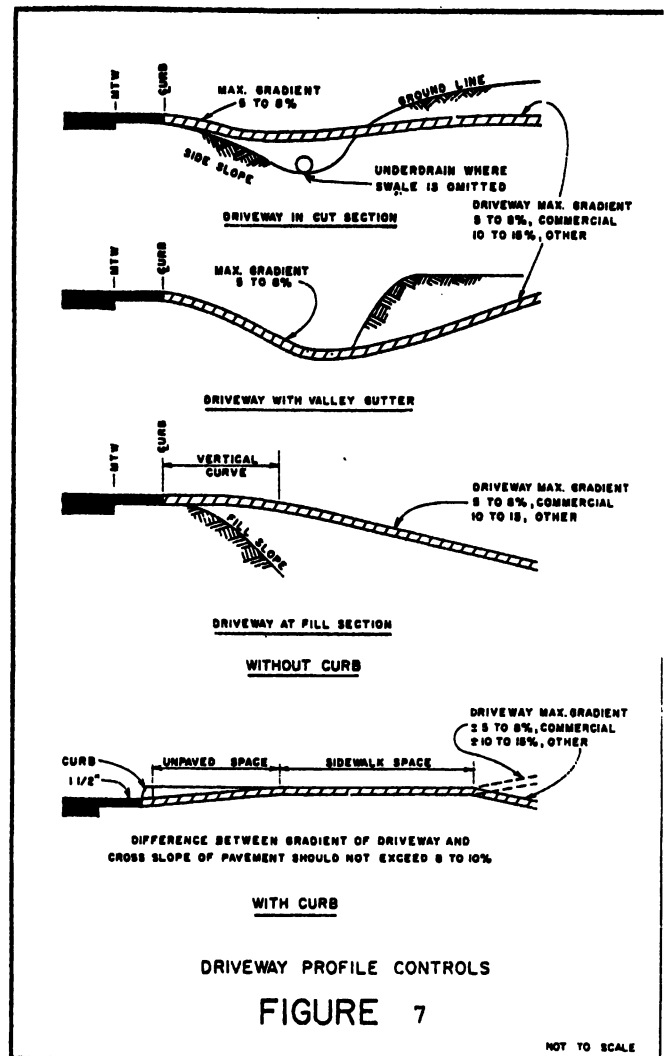 MTW
CURB
MAX. GRADIENT
5 TO 8%
GROUND LINE
SIDE SLOPE
UNDERDRAIN WHERE
SWALE IS OMITTED
DRIVEWAY IN CUT SECTION
DRIVEWAY MAX. GRADIENT
5 TO 8%, COMMERCIAL
10 TO 15%, OTHER
MTW
CURB
MAX. GRADIENT
5 TO 8%
DRIVEWAY WITH VALLEY GUTTER
MTW
CURB
VERTICAL
CURVE
DRIVEWAY MAX. GRADIENT
5 TO 8%, COMMERCIAL
10 TO 15, OTHER
FILL SLOPE
DRIVEWAY AT FILL SECTION
WITHOUT CURB
DRIVEWAY MAX. GRADIENT
±5 TO 8%, COMMERCIAL
±10 TO 15%, OTHER
CURB
1 1/2"
UNPAVED SPACE
SIDEWALK SPACE
DIFFERENCE BETWEEN GRADIENT OF DRIVEWAY AND
CROSS SLOPE OF PAVEMENT SHOULD NOT EXCEED 8 TO 10%
WITH CURB
DRIVEWAY PROFILE CONTROLS
FIGURE 7
NOT TO SCALE